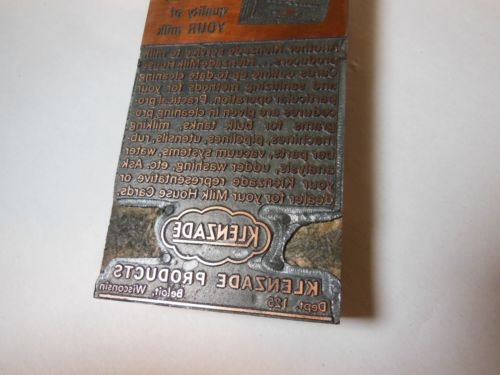 quality of
YOUR milk
Another Klenzade Service to milk
producers. Klenzade Milk House
Cards outline up-to-date cleaning
and sanitizing methods for your
particular operation. Practical pro-
cedures are given in cleaning pro-
grams for bulk tanks, milking
machines, pipelines, utensils, rub-
ber parts, vacuum systems, water
analysis, udder washing, etc. Ask
your Klenzade representative or
dealer for your Milk House Cards.
KLENZADE
KLENZADE PRODUCTS
Dept. 12B
Beloit, Wisconsin